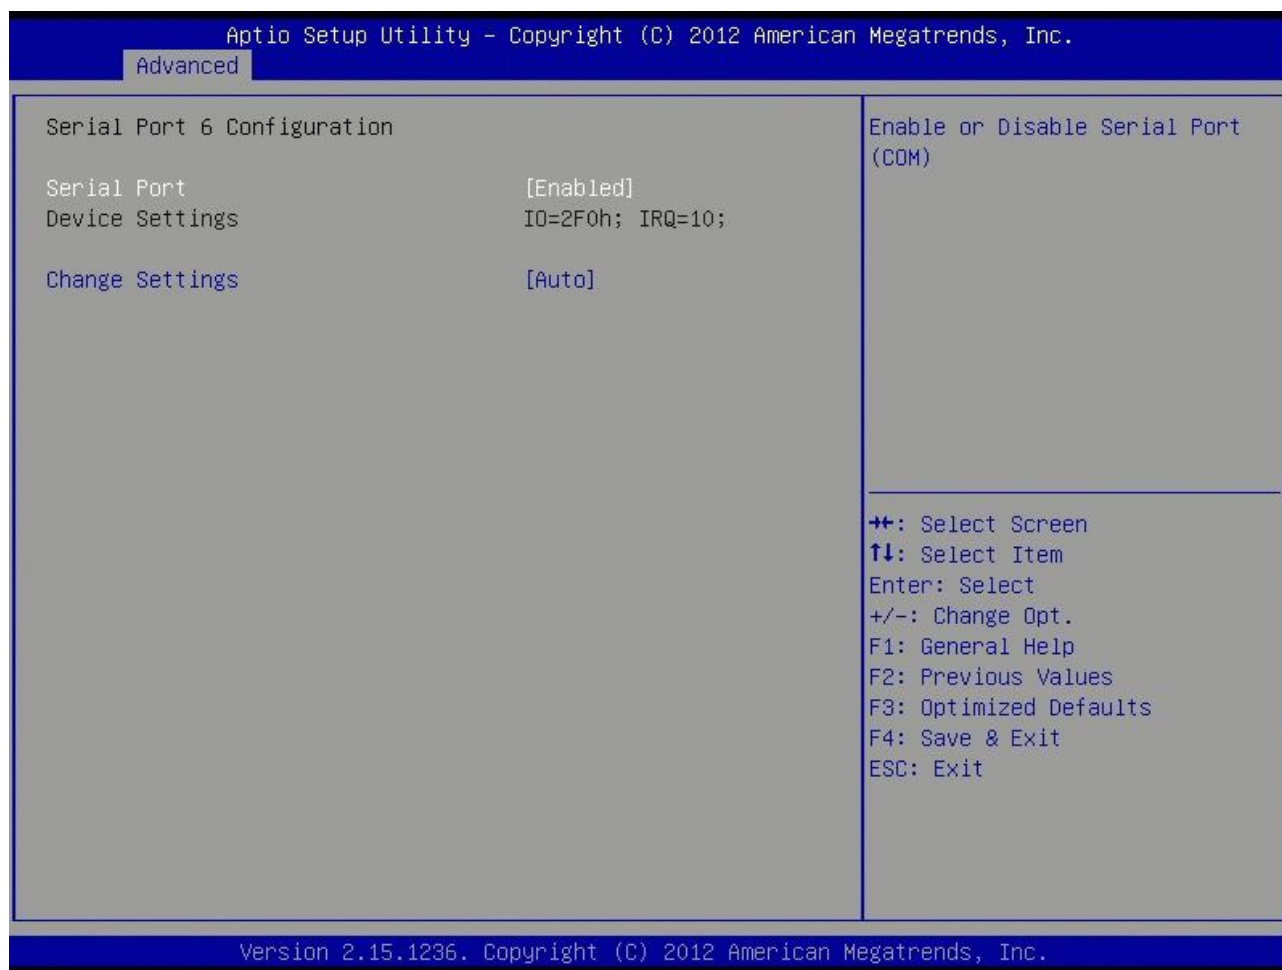 Aptio Setup Utility – Copyright (C) 2012 American Megatrends, Inc.
Advanced
Serial Port 6 Configuration
Serial Port [Enabled]
Device Settings IO=2F0h; IRQ=10;
Change Settings [Auto]
Enable or Disable Serial Port
(COM)
→←: Select Screen
↑↓: Select Item
Enter: Select
+/-: Change Opt.
F1: General Help
F2: Previous Values
F3: Optimized Defaults
F4: Save & Exit
ESC: Exit
Version 2.15.1236. Copyright (C) 2012 American Megatrends, Inc.